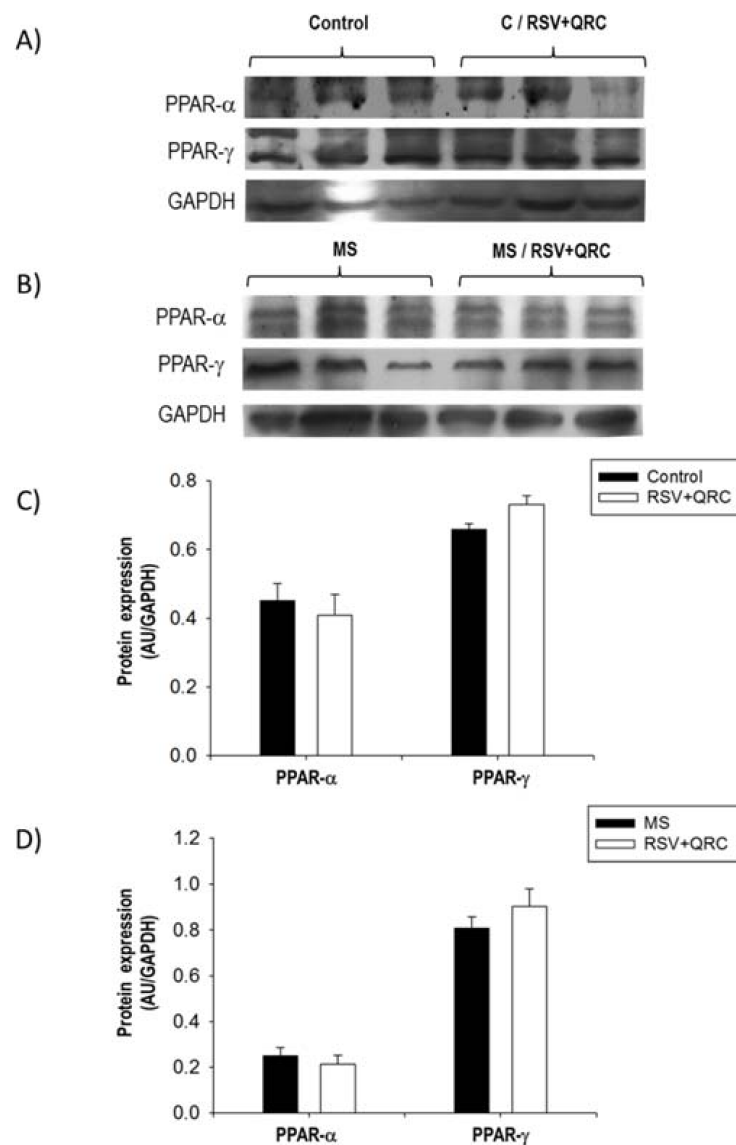 A)
Control
C / RSV+QRC
PPAR-α
PPAR-γ
GAPDH
B)
MS
MS / RSV+QRC
PPAR-α
PPAR-γ
GAPDH
C)
Control
RSV+QRC
Protein expression
(AU/GAPDH)
0.8
0.6
0.4
0.2
0.0
PPAR-α
PPAR-γ
D)
MS
RSV+QRC
Protein expression
(AU/GAPDH)
1.2
1.0
0.8
0.6
0.4
0.2
0.0
PPAR-α
PPAR-γ